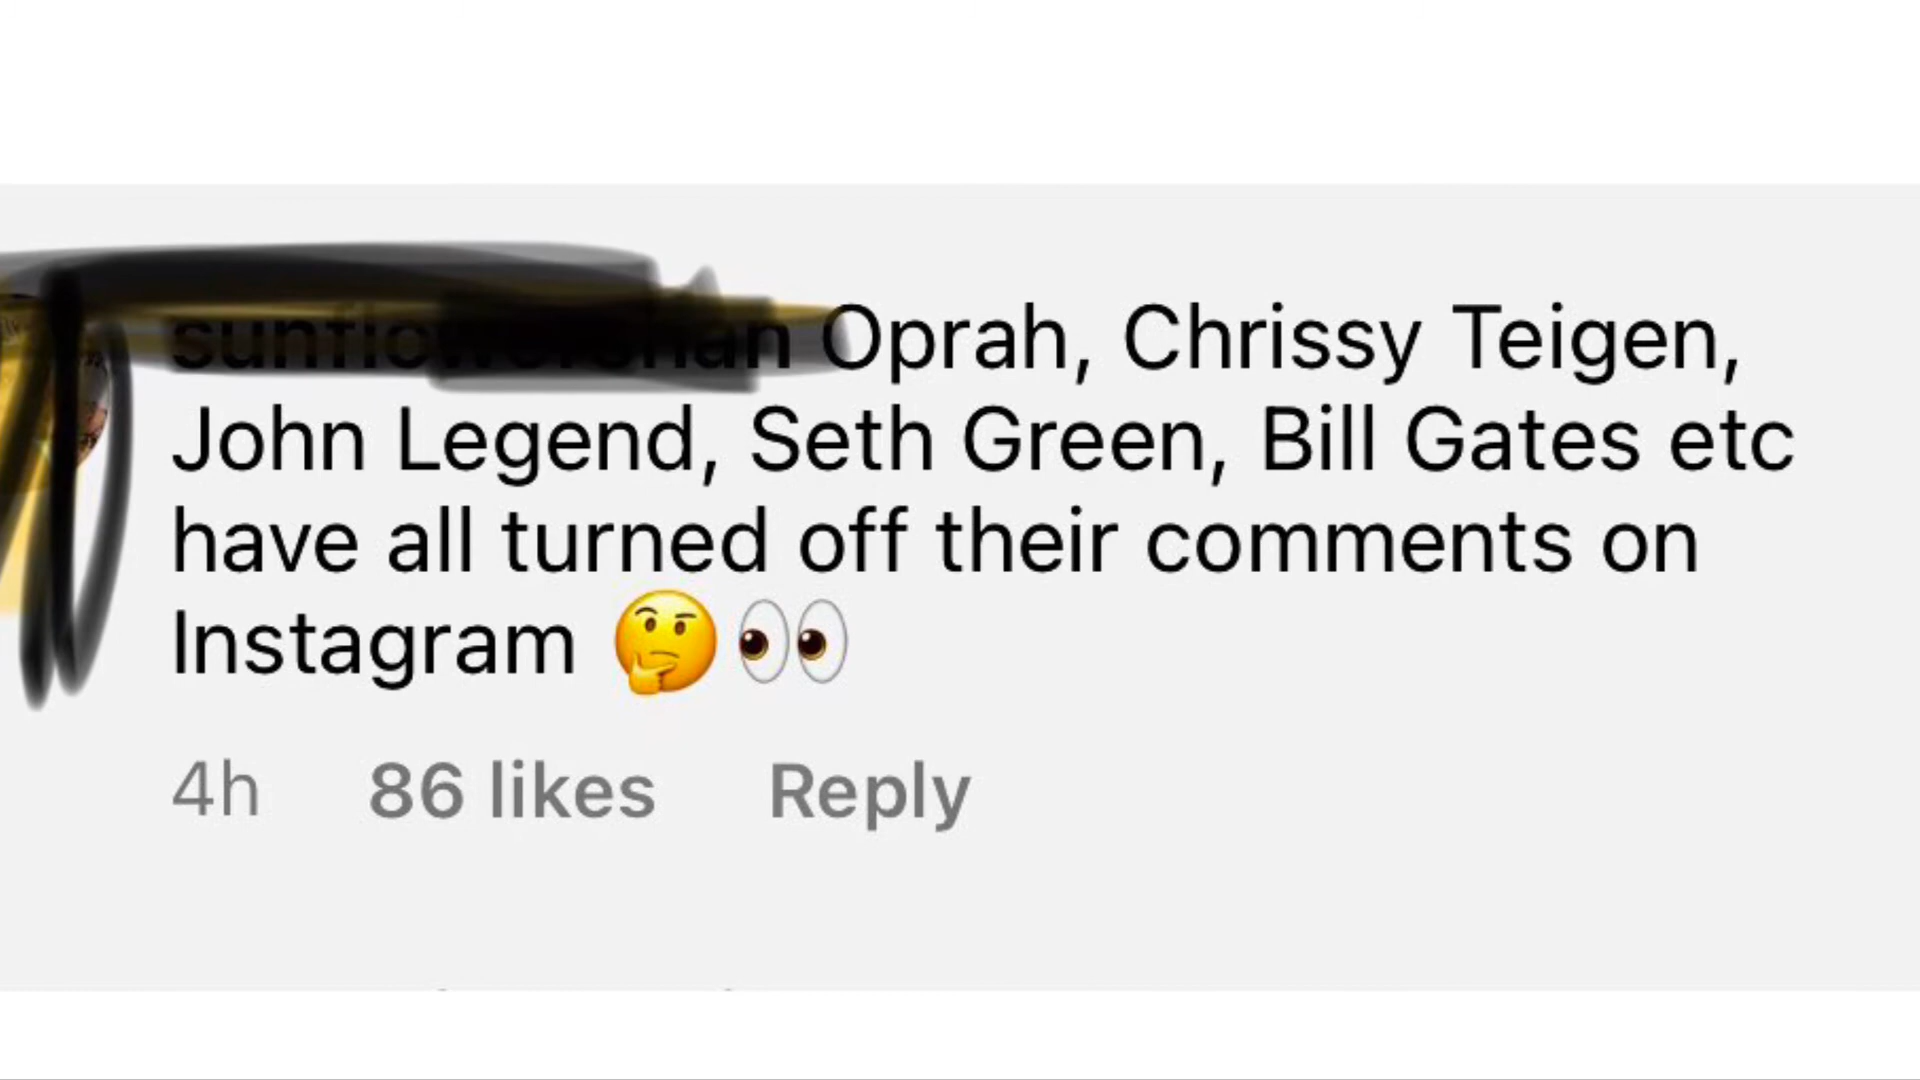 Oprah, Chrissy Teigen,
John Legend, Seth Green, Bill Gates etc
have all turned off their comments on
Instagram 🤔👀
4h 86 likes Reply